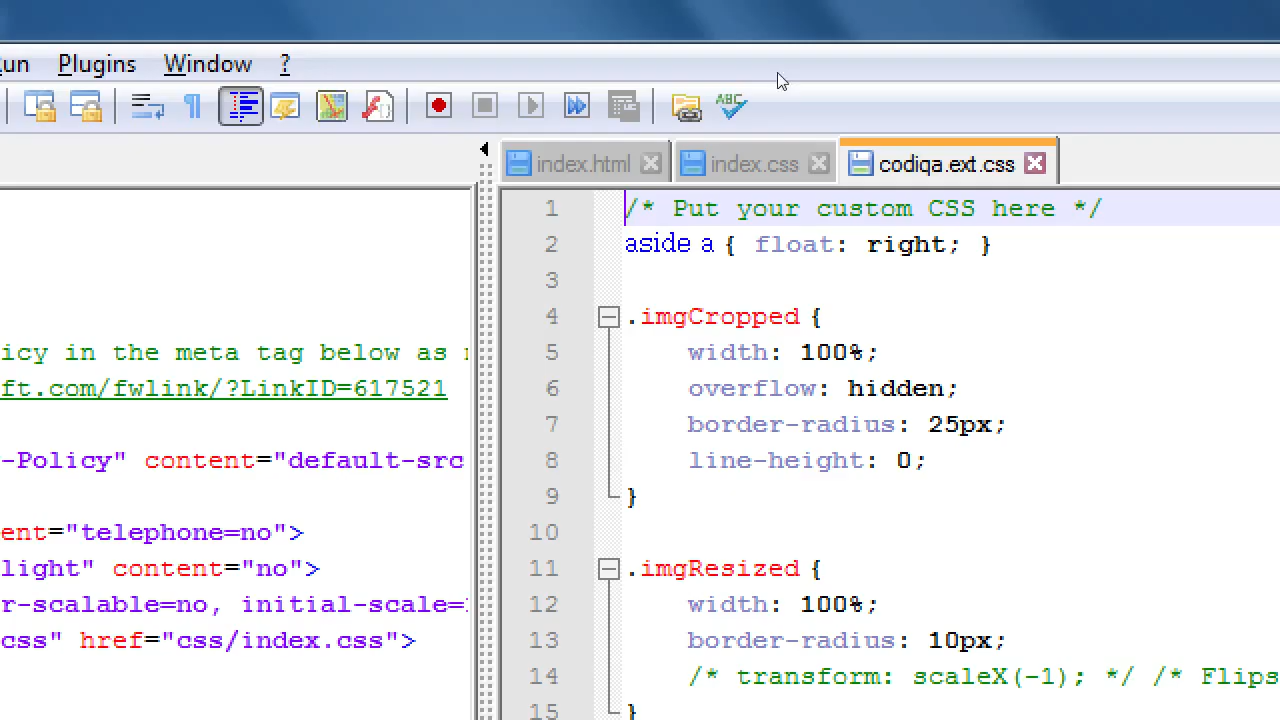 Plugins Window ?
ABC
index.html index.css codiqa.ext.css
icy in the meta tag below as
ft.com/fwlink/?LinkID=617521
-Policy" content="default-src
ent="telephone=no">
light" content="no">
r-scalable=no, initial-scale=
css" href="css/index.css">
1 /* Put your custom CSS here */
2 aside a { float: right; }
3
4 .imgCropped {
5 width: 100%;
6 overflow: hidden;
7 border-radius: 25px;
8 line-height: 0;
9 }
10
11 .imgResized {
12 width: 100%;
13 border-radius: 10px;
14 /* transform: scaleX(-1); */ /* Flips
15 }